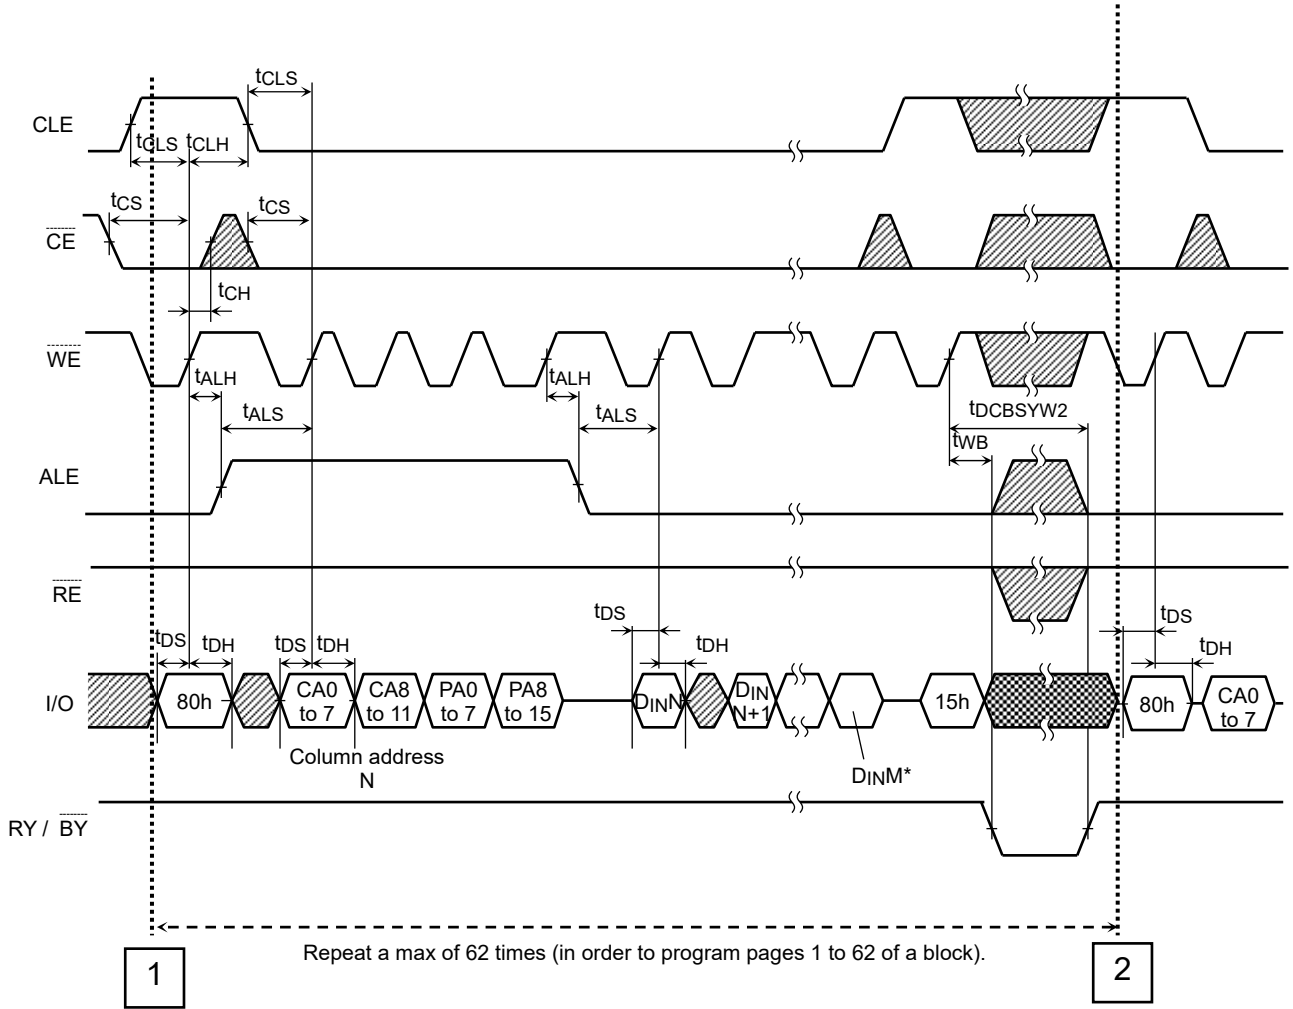 tCLS
CLE
tCLS tCLH
tCS tCS
CE
tCH
WE
tALH tALH
tALS tALS tDCBSYW2
tWB
ALE
RE
tDS tDH tDS tDH tDS tDH tDS tDH
I/O
80h
CA0 to 7
CA8 to 11
PA0 to 7
PA8 to 15
DINN
DIN N+1
15h
80h
CA0 to 7
Column address
N
DINM*
RY / BY
Repeat a max of 62 times (in order to program pages 1 to 62 of a block).
1
2